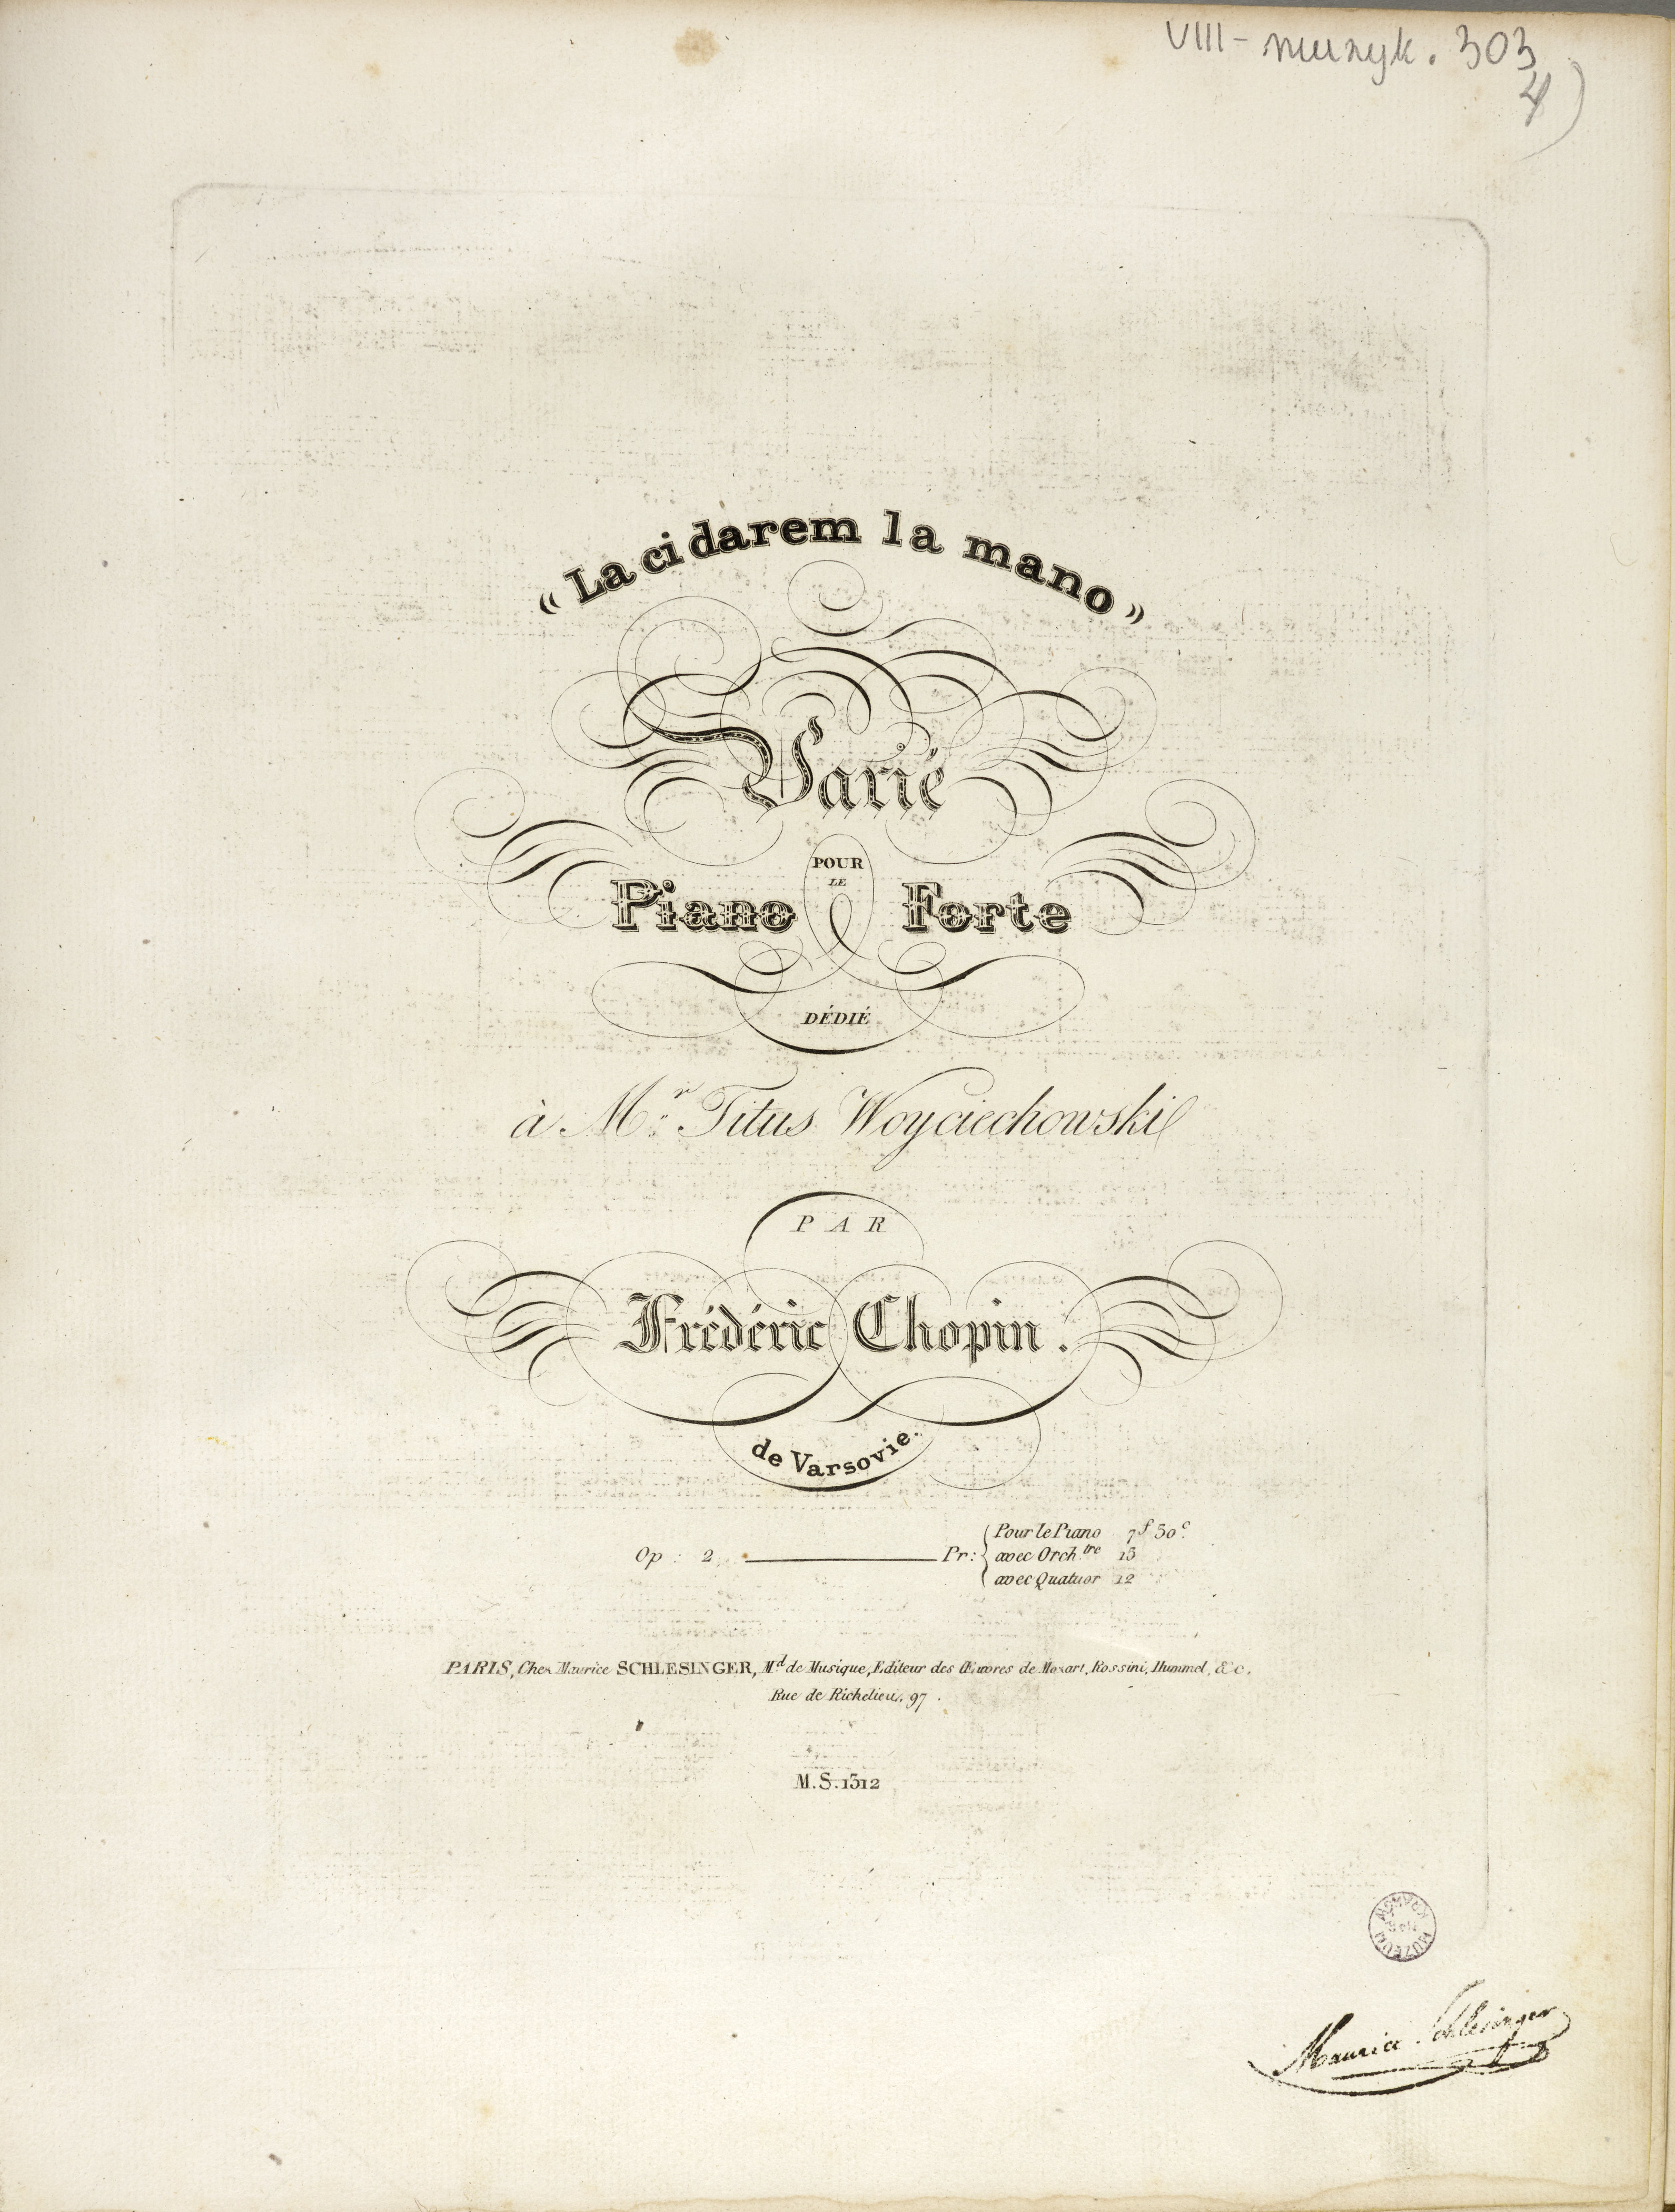 VIII - muzyk. 303
4)
« La ci darem la mano »
Varié
POUR
LE
Piano Forte
DÉDIÉ
à Mr. Titus Woyciechowski
PAR
Frédéric Chopin.
de Varsovie.
Pour le Piano 7f 50c.
Op: 2. Pr: avec Orch.tre 15
avec Quatuor 12
PARIS, Chez Maurice SCHLESINGER, Md de Musique, Editeur des Œuvres de Mozart, Rossini, Hummel, &c.
Rue de Richelieu, 97.
M.S. 1312
MUZEUM
Maurice Schlesinger